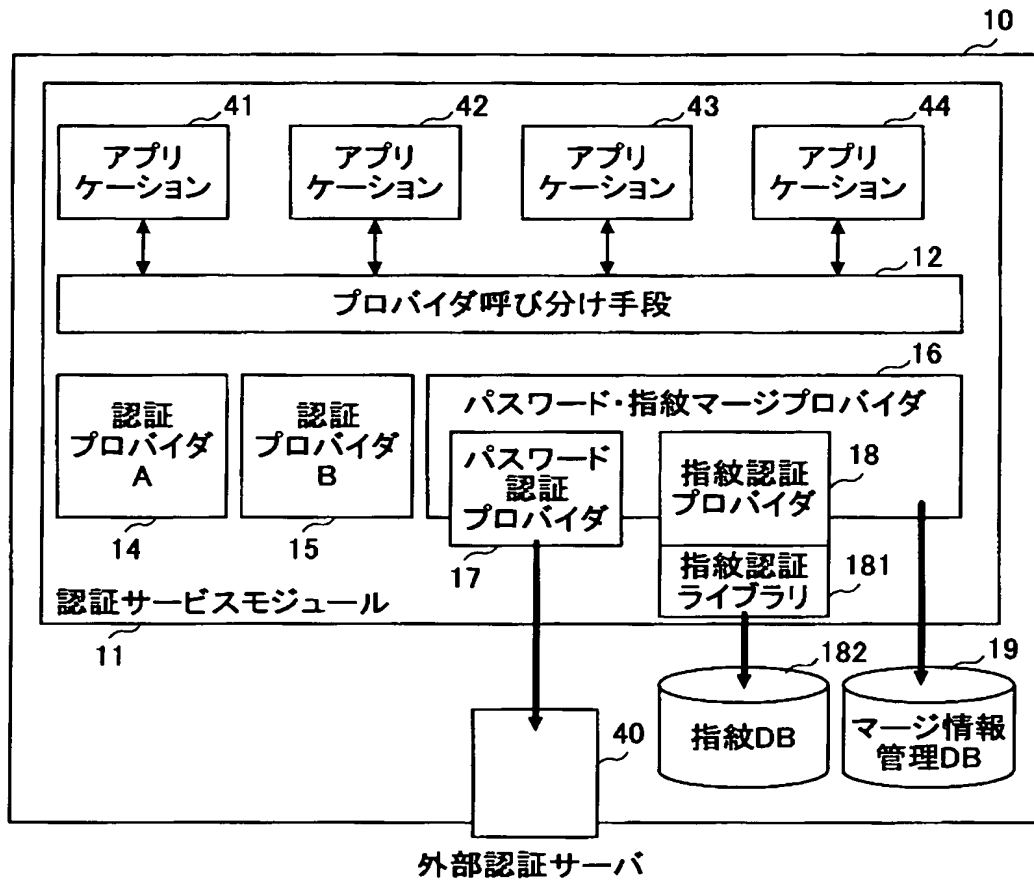 10
41
42
43
44
アプリ
ケーション
アプリ
ケーション
アプリ
ケーション
アプリ
ケーション
12
プロバイダ呼び分け手段
16
認証
プロバイダ
A
認証
プロバイダ
B
パスワード・指紋マージプロバイダ
パスワード
認証
プロバイダ
指紋認証
プロバイダ
18
14
15
17
指紋認証
ライブラリ
181
認証サービスモジュール
11
182
19
40
指紋DB
マージ情報
管理DB
外部認証サーバ